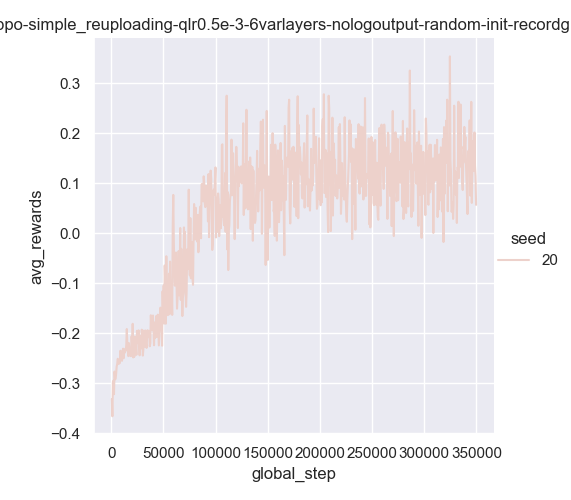 ppo-simple_reuploading-qlr0.5e-3-6varlayers-nologoutput-random-init-recordg
0.3
0.2
0.1
0.0
−0.1
−0.2
−0.3
−0.4
avg_rewards
seed
20
0 50000 100000 150000 200000 250000 300000 350000
global_step